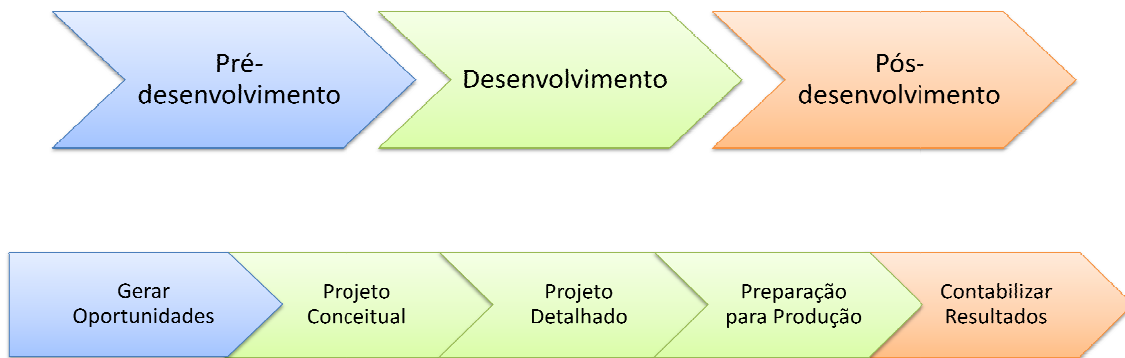 Pré-
desenvolvimento
Desenvolvimento
Pós-
desenvolvimento
Gerar
Oportunidades
Projeto
Conceitual
Projeto
Detalhado
Preparação
para Produção
Contabilizar
Resultados